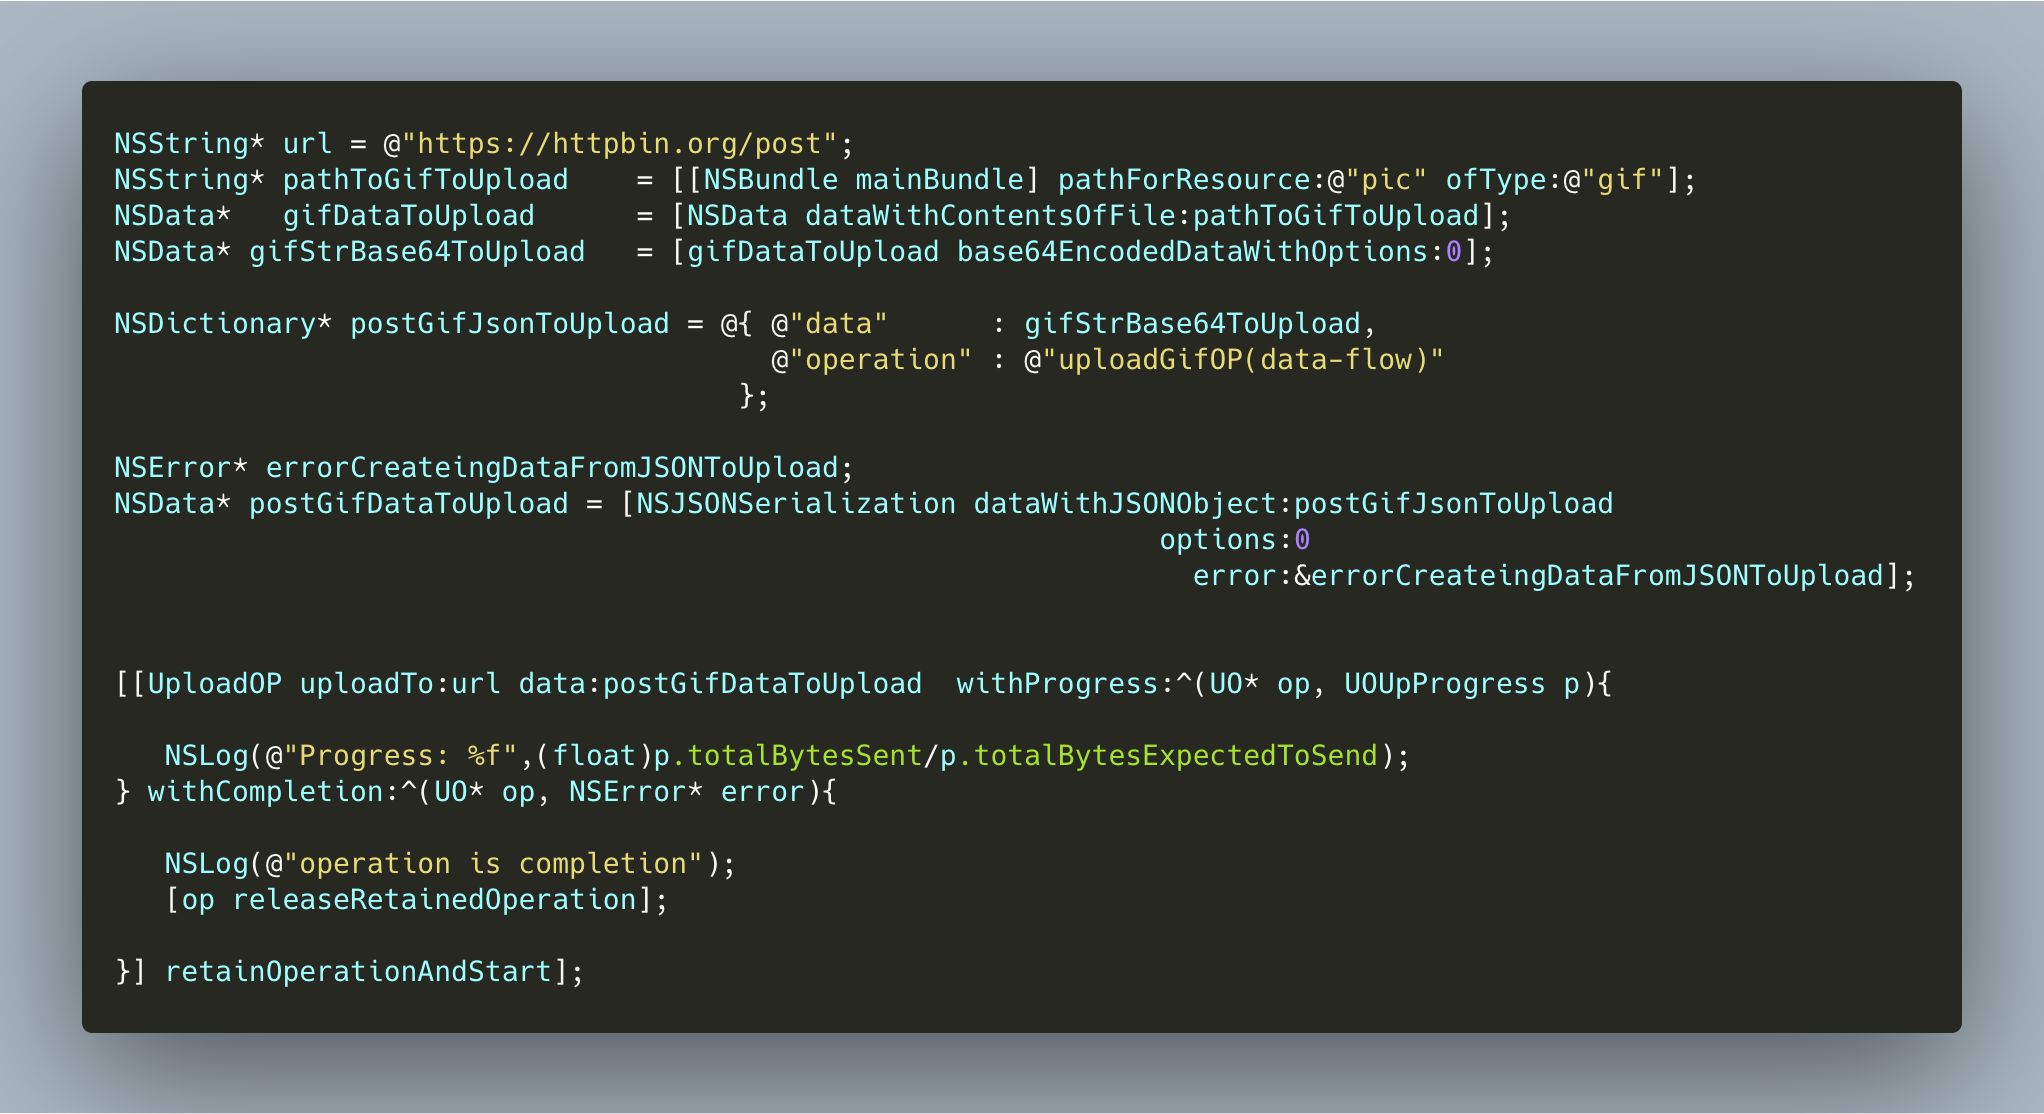 NSString* url = @"https://httpbin.org/post";
NSString* pathToGifToUpload    = [[NSBundle mainBundle] pathForResource:@"pic" ofType:@"gif"];
NSData*   gifDataToUpload      = [NSData dataWithContentsOfFile:pathToGifToUpload];
NSData* gifStrBase64ToUpload   = [gifDataToUpload base64EncodedDataWithOptions:0];
NSDictionary* postGifJsonToUpload = @{ @"data"      : gifStrBase64ToUpload,
                                       @"operation" : @"uploadGifOP(data-flow)"
                                     };
NSError* errorCreateingDataFromJSONToUpload;
NSData* postGifDataToUpload = [NSJSONSerialization dataWithJSONObject:postGifJsonToUpload
                                                              options:0
                                                                error:&errorCreateingDataFromJSONToUpload];
[[UploadOP uploadTo:url data:postGifDataToUpload  withProgress:^(UO* op, UOUpProgress p){
   NSLog(@"Progress: %f",(float)p.totalBytesSent/p.totalBytesExpectedToSend);
} withCompletion:^(UO* op, NSError* error){
   NSLog(@"operation is completion");
   [op releaseRetainedOperation];
}] retainOperationAndStart];